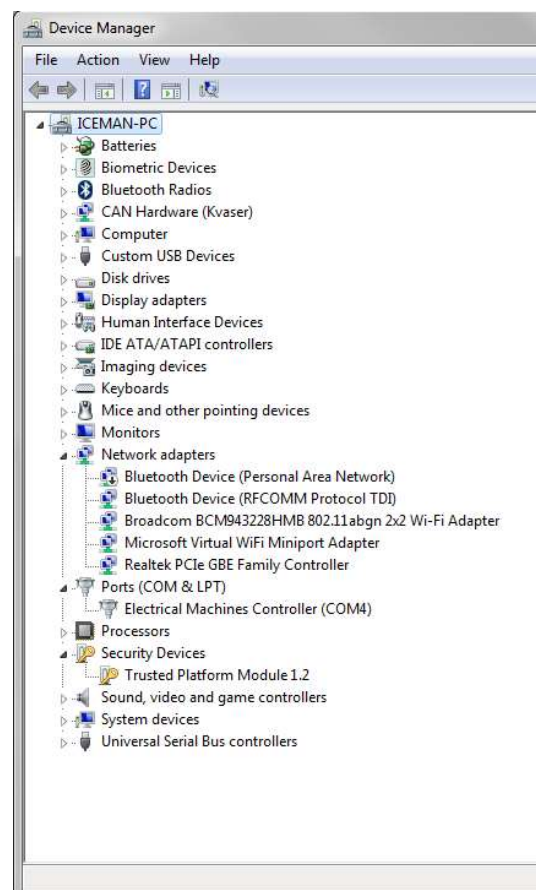 Device Manager
File Action View Help
ICEMAN-PC
Batteries
Biometric Devices
Bluetooth Radios
CAN Hardware (Kvaser)
Computer
Custom USB Devices
Disk drives
Display adapters
Human Interface Devices
IDE ATA/ATAPI controllers
Imaging devices
Keyboards
Mice and other pointing devices
Monitors
Network adapters
Bluetooth Device (Personal Area Network)
Bluetooth Device (RFCOMM Protocol TDI)
Broadcom BCM943228HMB 802.11abgn 2x2 Wi-Fi Adapter
Microsoft Virtual WiFi Miniport Adapter
Realtek PCIe GBE Family Controller
Ports (COM & LPT)
Electrical Machines Controller (COM4)
Processors
Security Devices
Trusted Platform Module 1.2
Sound, video and game controllers
System devices
Universal Serial Bus controllers